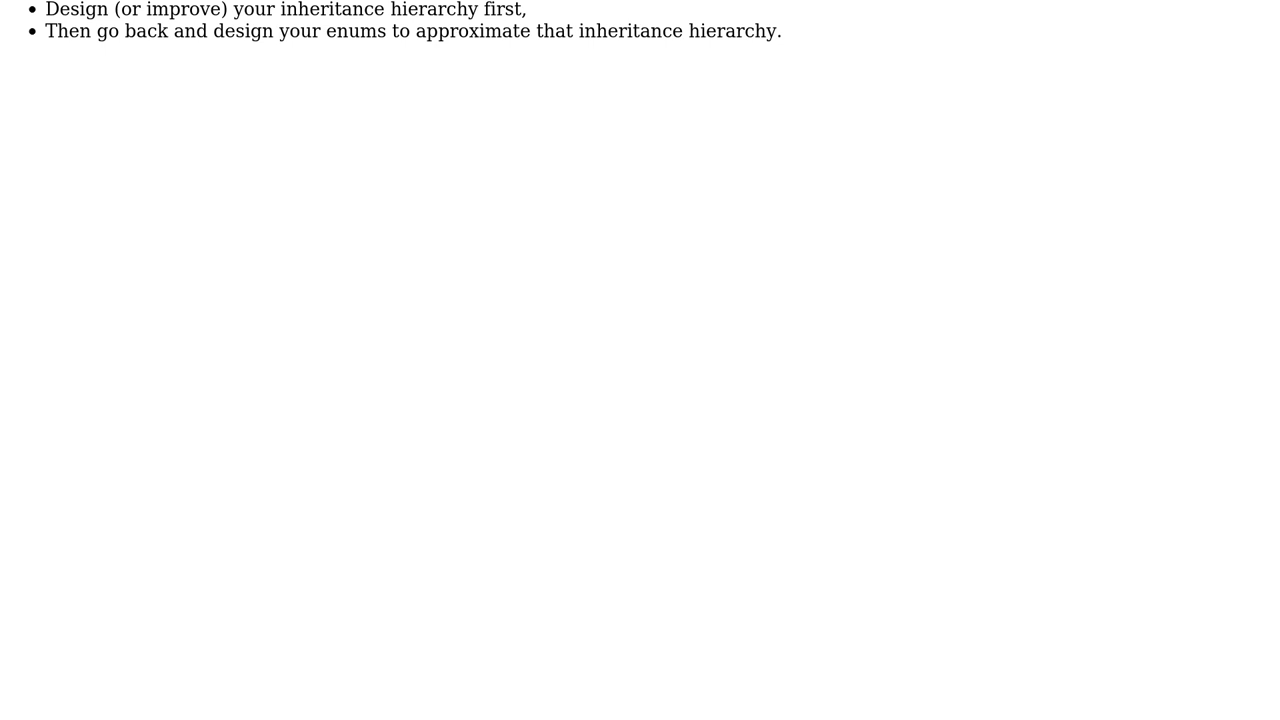 • Design (or improve) your inheritance hierarchy first,
• Then go back and design your enums to approximate that inheritance hierarchy.